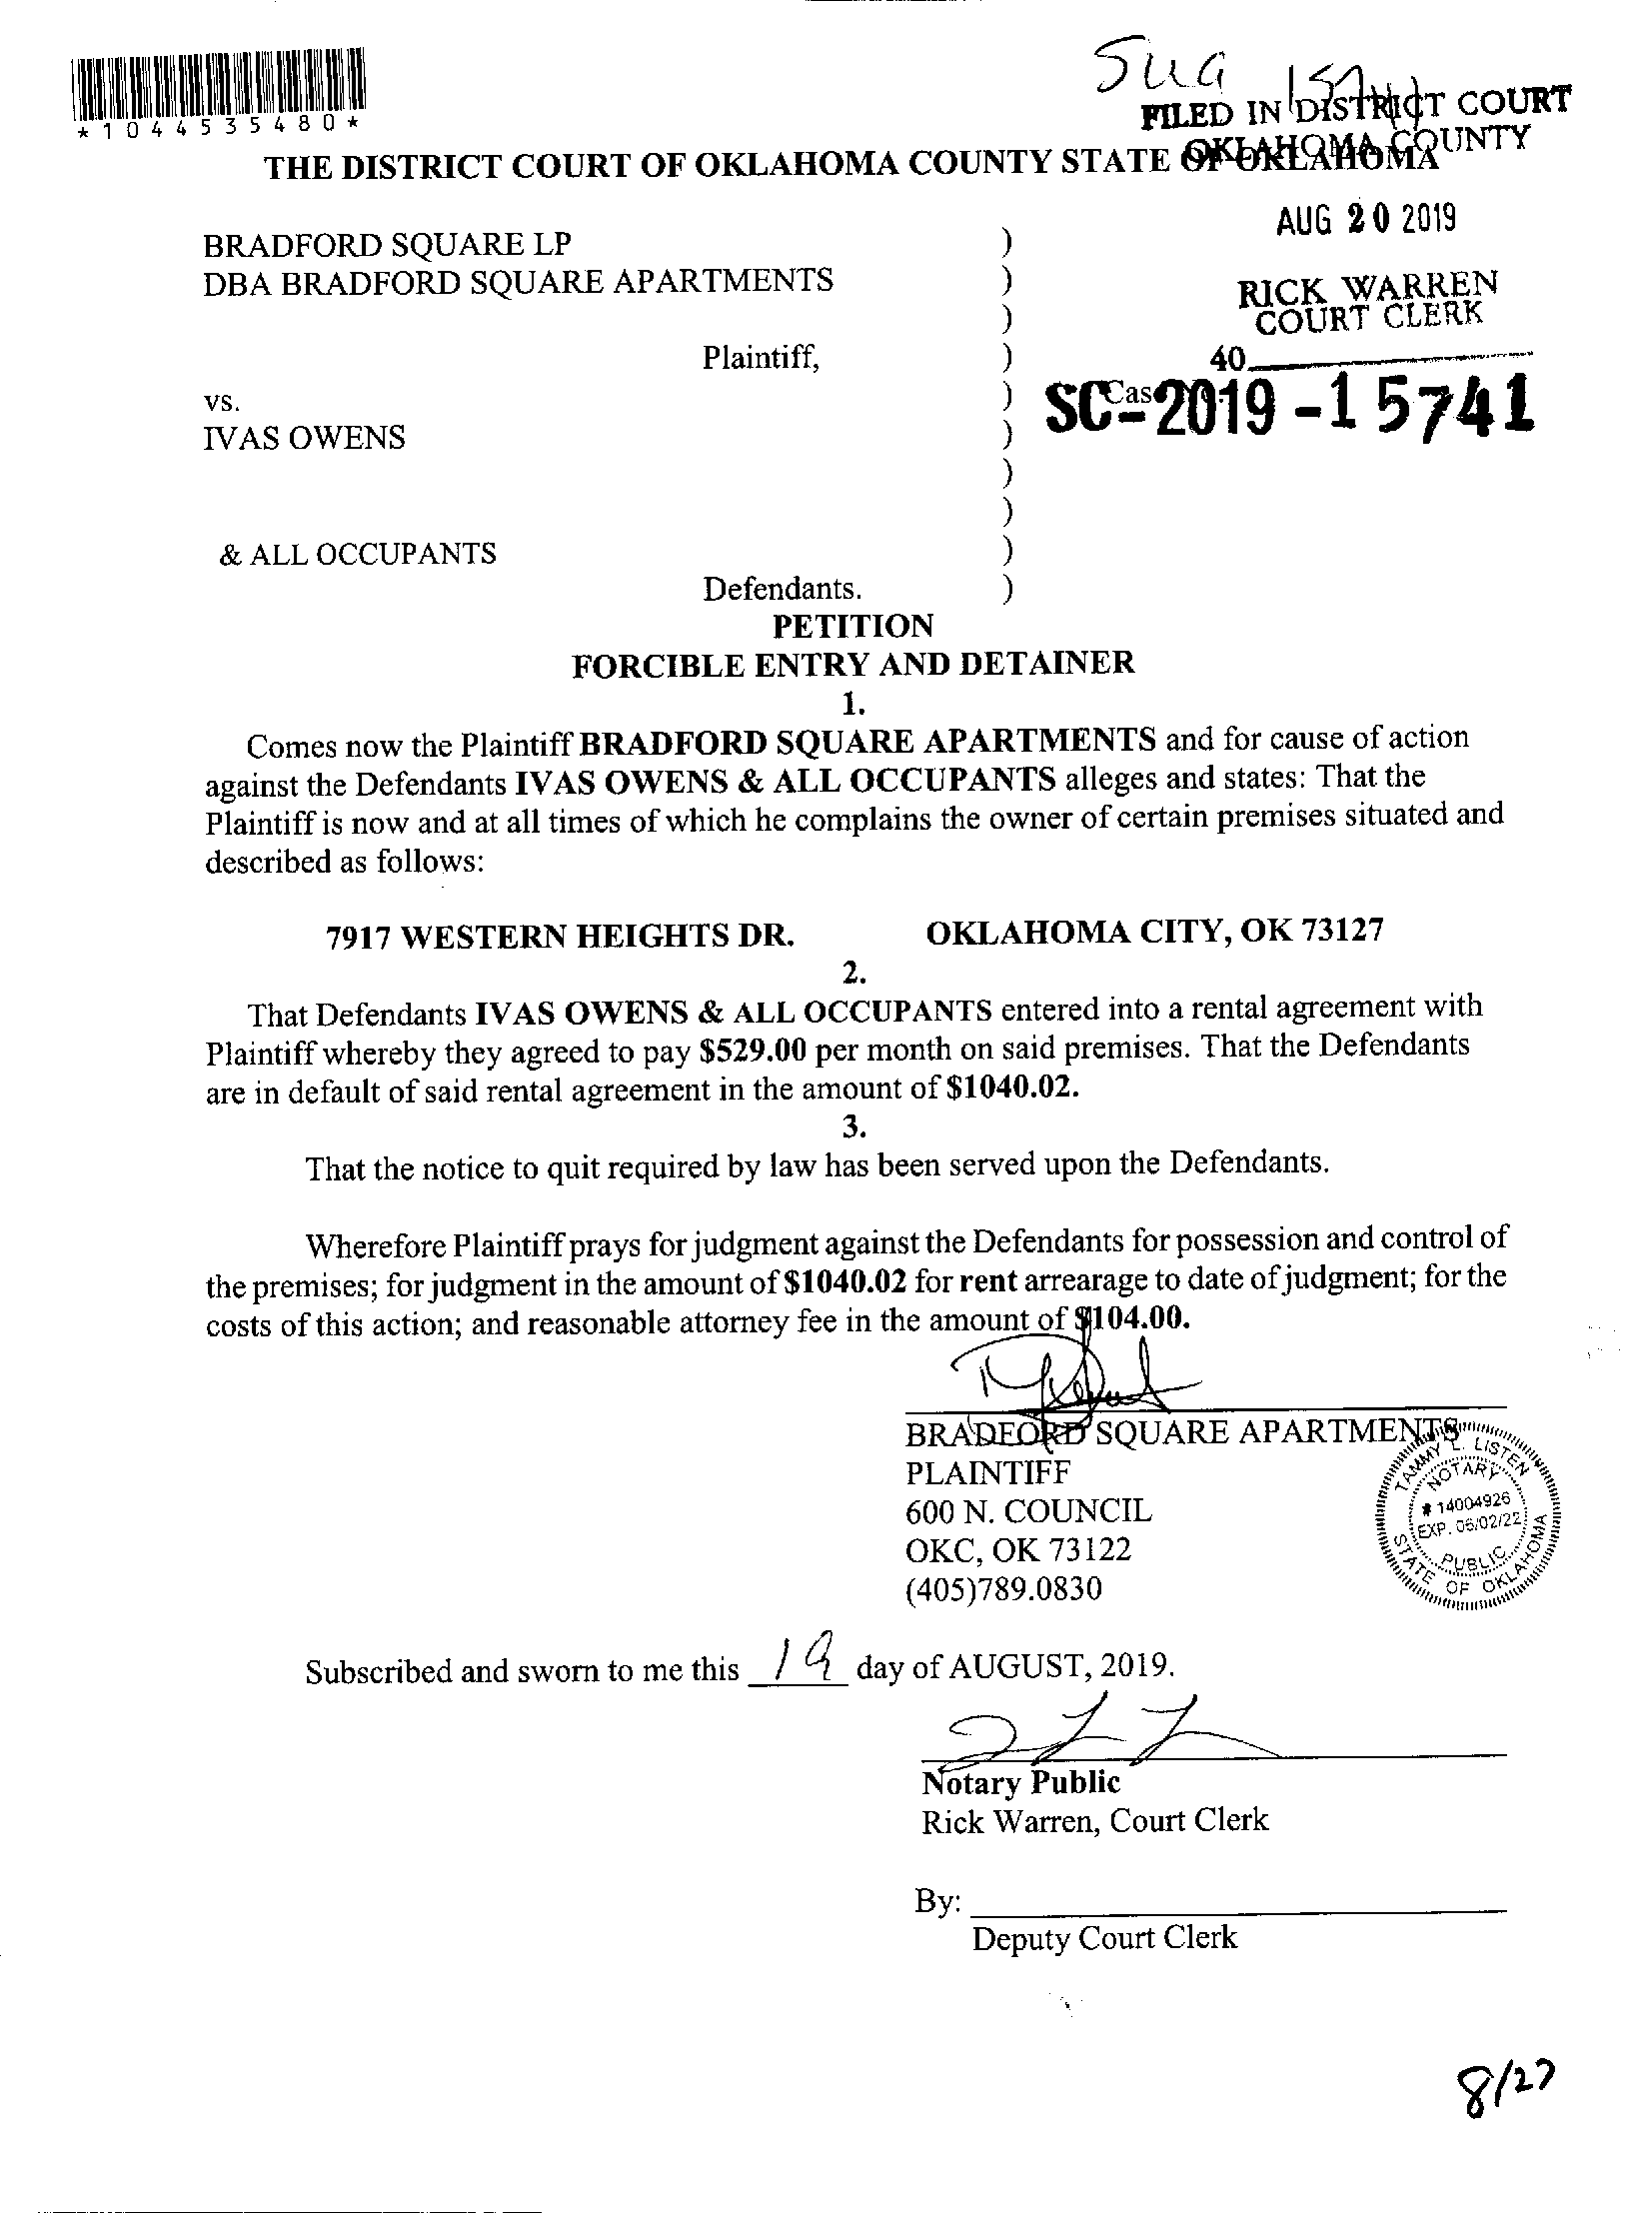 *1044535480*
FILED IN DISTRICT COURT
OKLAHOMA COUNTY
THE DISTRICT COURT OF OKLAHOMA COUNTY STATE OF OKLAHOMA
AUG 20 2019
BRADFORD SQUARE LP )
DBA BRADFORD SQUARE APARTMENTS )
RICK WARREN
)
COURT CLERK
Plaintiff, )
40
vs. )
SC-2019-15741
IVAS OWENS )
)
)
& ALL OCCUPANTS )
Defendants. )
PETITION
FORCIBLE ENTRY AND DETAINER
1.
Comes now the Plaintiff BRADFORD SQUARE APARTMENTS and for cause of action
against the Defendants IVAS OWENS & ALL OCCUPANTS alleges and states: That the
Plaintiff is now and at all times of which he complains the owner of certain premises situated and
described as follows:
7917 WESTERN HEIGHTS DR. OKLAHOMA CITY, OK 73127
2.
That Defendants IVAS OWENS & ALL OCCUPANTS entered into a rental agreement with
Plaintiff whereby they agreed to pay $529.00 per month on said premises. That the Defendants
are in default of said rental agreement in the amount of $1040.02.
3.
That the notice to quit required by law has been served upon the Defendants.
Wherefore Plaintiff prays for judgment against the Defendants for possession and control of
the premises; for judgment in the amount of $1040.02 for rent arrearage to date of judgment; for the
costs of this action; and reasonable attorney fee in the amount of $104.00.
BRADFORD SQUARE APARTMENTS
PLAINTIFF
600 N. COUNCIL
OKC, OK 73122
(405)789.0830
TAMMY L. LISTEN
NOTARY
# 14004926
EXP. 06/02/22
PUBLIC
STATE OF OKLAHOMA
Subscribed and sworn to me this 19 day of AUGUST, 2019.
Notary Public
Rick Warren, Court Clerk
By:
Deputy Court Clerk
8/27